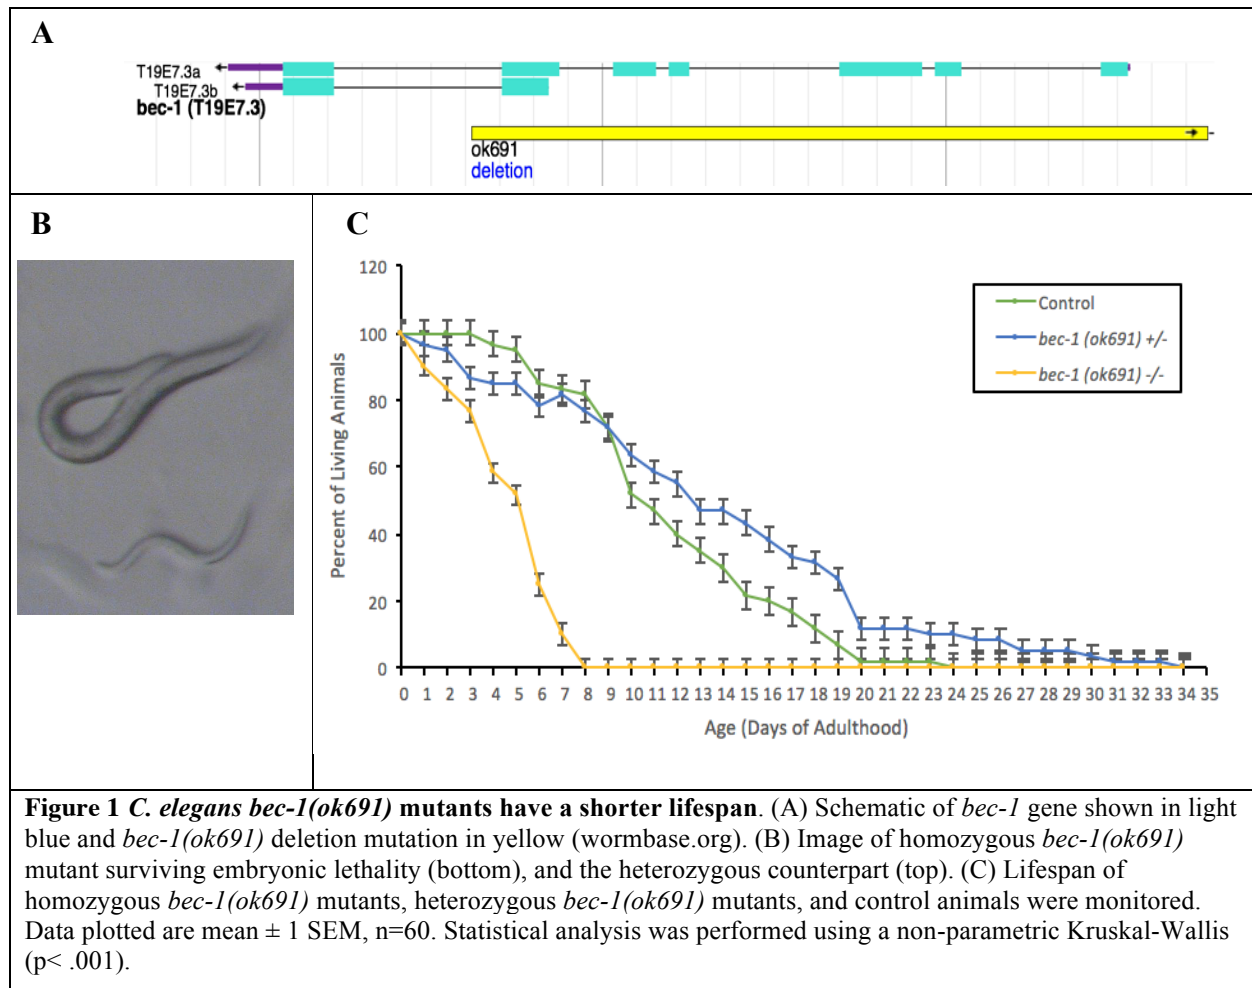 A
T19E7.3a
T19E7.3b
bec-1 (T19E7.3)
ok691
deletion
B
C
120
100
80
60
40
20
0
Percent of Living Animals
Control
bec-1 (ok691) +/-
bec-1 (ok691) -/-
0 1 2 3 4 5 6 7 8 9 10 11 12 13 14 15 16 17 18 19 20 21 22 23 24 25 26 27 28 29 30 31 32 33 34 35
Age (Days of Adulthood)
Figure 1 C. elegans bec-1(ok691) mutants have a shorter lifespan. (A) Schematic of bec-1 gene shown in light
blue and bec-1(ok691) deletion mutation in yellow (wormbase.org). (B) Image of homozygous bec-1(ok691)
mutant surviving embryonic lethality (bottom), and the heterozygous counterpart (top). (C) Lifespan of
homozygous bec-1(ok691) mutants, heterozygous bec-1(ok691) mutants, and control animals were monitored.
Data plotted are mean ± 1 SEM, n=60. Statistical analysis was performed using a non-parametric Kruskal-Wallis
(p< .001).